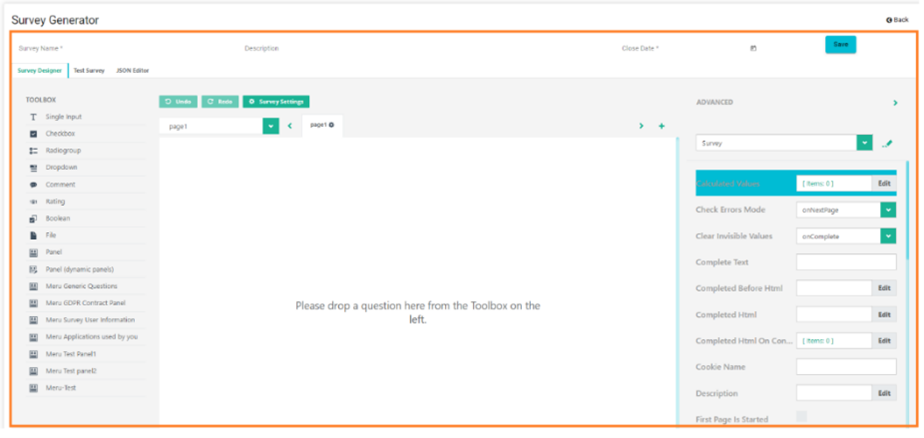 Survey Generator
Back
Survey Name *
Description
Close Date *
Save
Survey Designer
Test Survey
JSON Editor
TOOLBOX
Single Input
Checkbox
Radiogroup
Dropdown
Comment
Rating
Boolean
File
Panel
Panel (dynamic panels)
Meru Generic Questions
Meru GDPR Contract Panel
Meru Survey User Information
Meru Applications used by you
Meru Test Panel1
Meru Test panel2
Meru-Test
Undo
Redo
Survey Settings
page1
page1
Please drop a question here from the Toolbox on the
left.
ADVANCED
Survey
Calculated Values
[ Items: 0 ]
Edit
Check Errors Mode
onNextPage
Clear Invisible Values
onComplete
Complete Text
Completed Before Html
Edit
Completed Html
Edit
Completed Html On Con...
[ Items: 0 ]
Edit
Cookie Name
Description
Edit
First Page Is Started